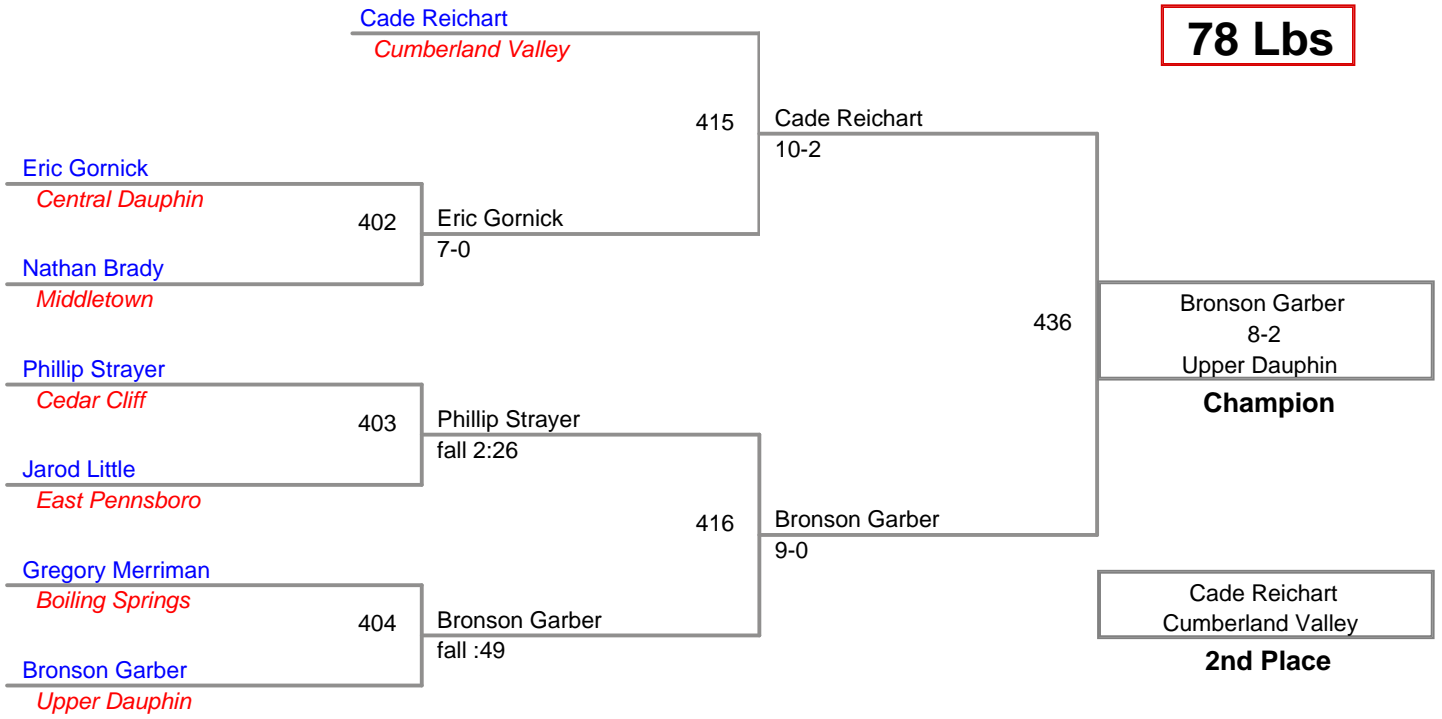 Cade Reichart
Cumberland Valley
78 Lbs
415
Cade Reichart
10-2
Eric Gornick
Central Dauphin
402
Eric Gornick
7-0
Nathan Brady
Middletown
436
Bronson Garber
8-2
Upper Dauphin
Champion
Phillip Strayer
Cedar Cliff
403
Phillip Strayer
fall 2:26
Jarod Little
East Pennsboro
416
Bronson Garber
9-0
Gregory Merriman
Boiling Springs
404
Bronson Garber
fall :49
Bronson Garber
Upper Dauphin
Cade Reichart
Cumberland Valley
2nd Place